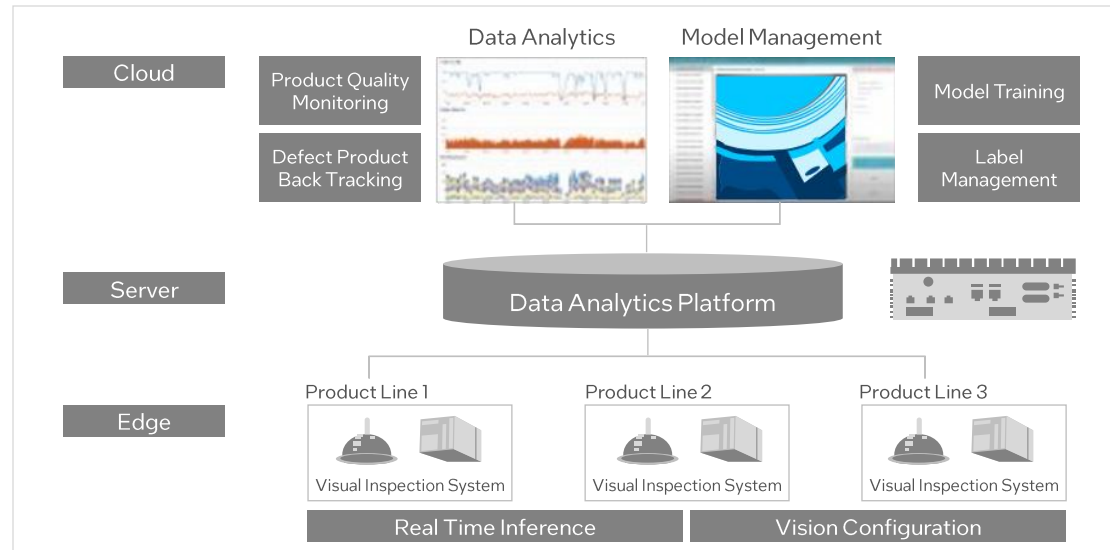 Data Analytics
Model Management
Cloud
Product Quality
Monitoring
Model Training
Defect Product
Back Tracking
Label
Management
Server
Data Analytics Platform
Product Line 1
Product Line 2
Product Line 3
Edge
Visual Inspection System
Visual Inspection System
Visual Inspection System
Real Time Inference
Vision Configuration